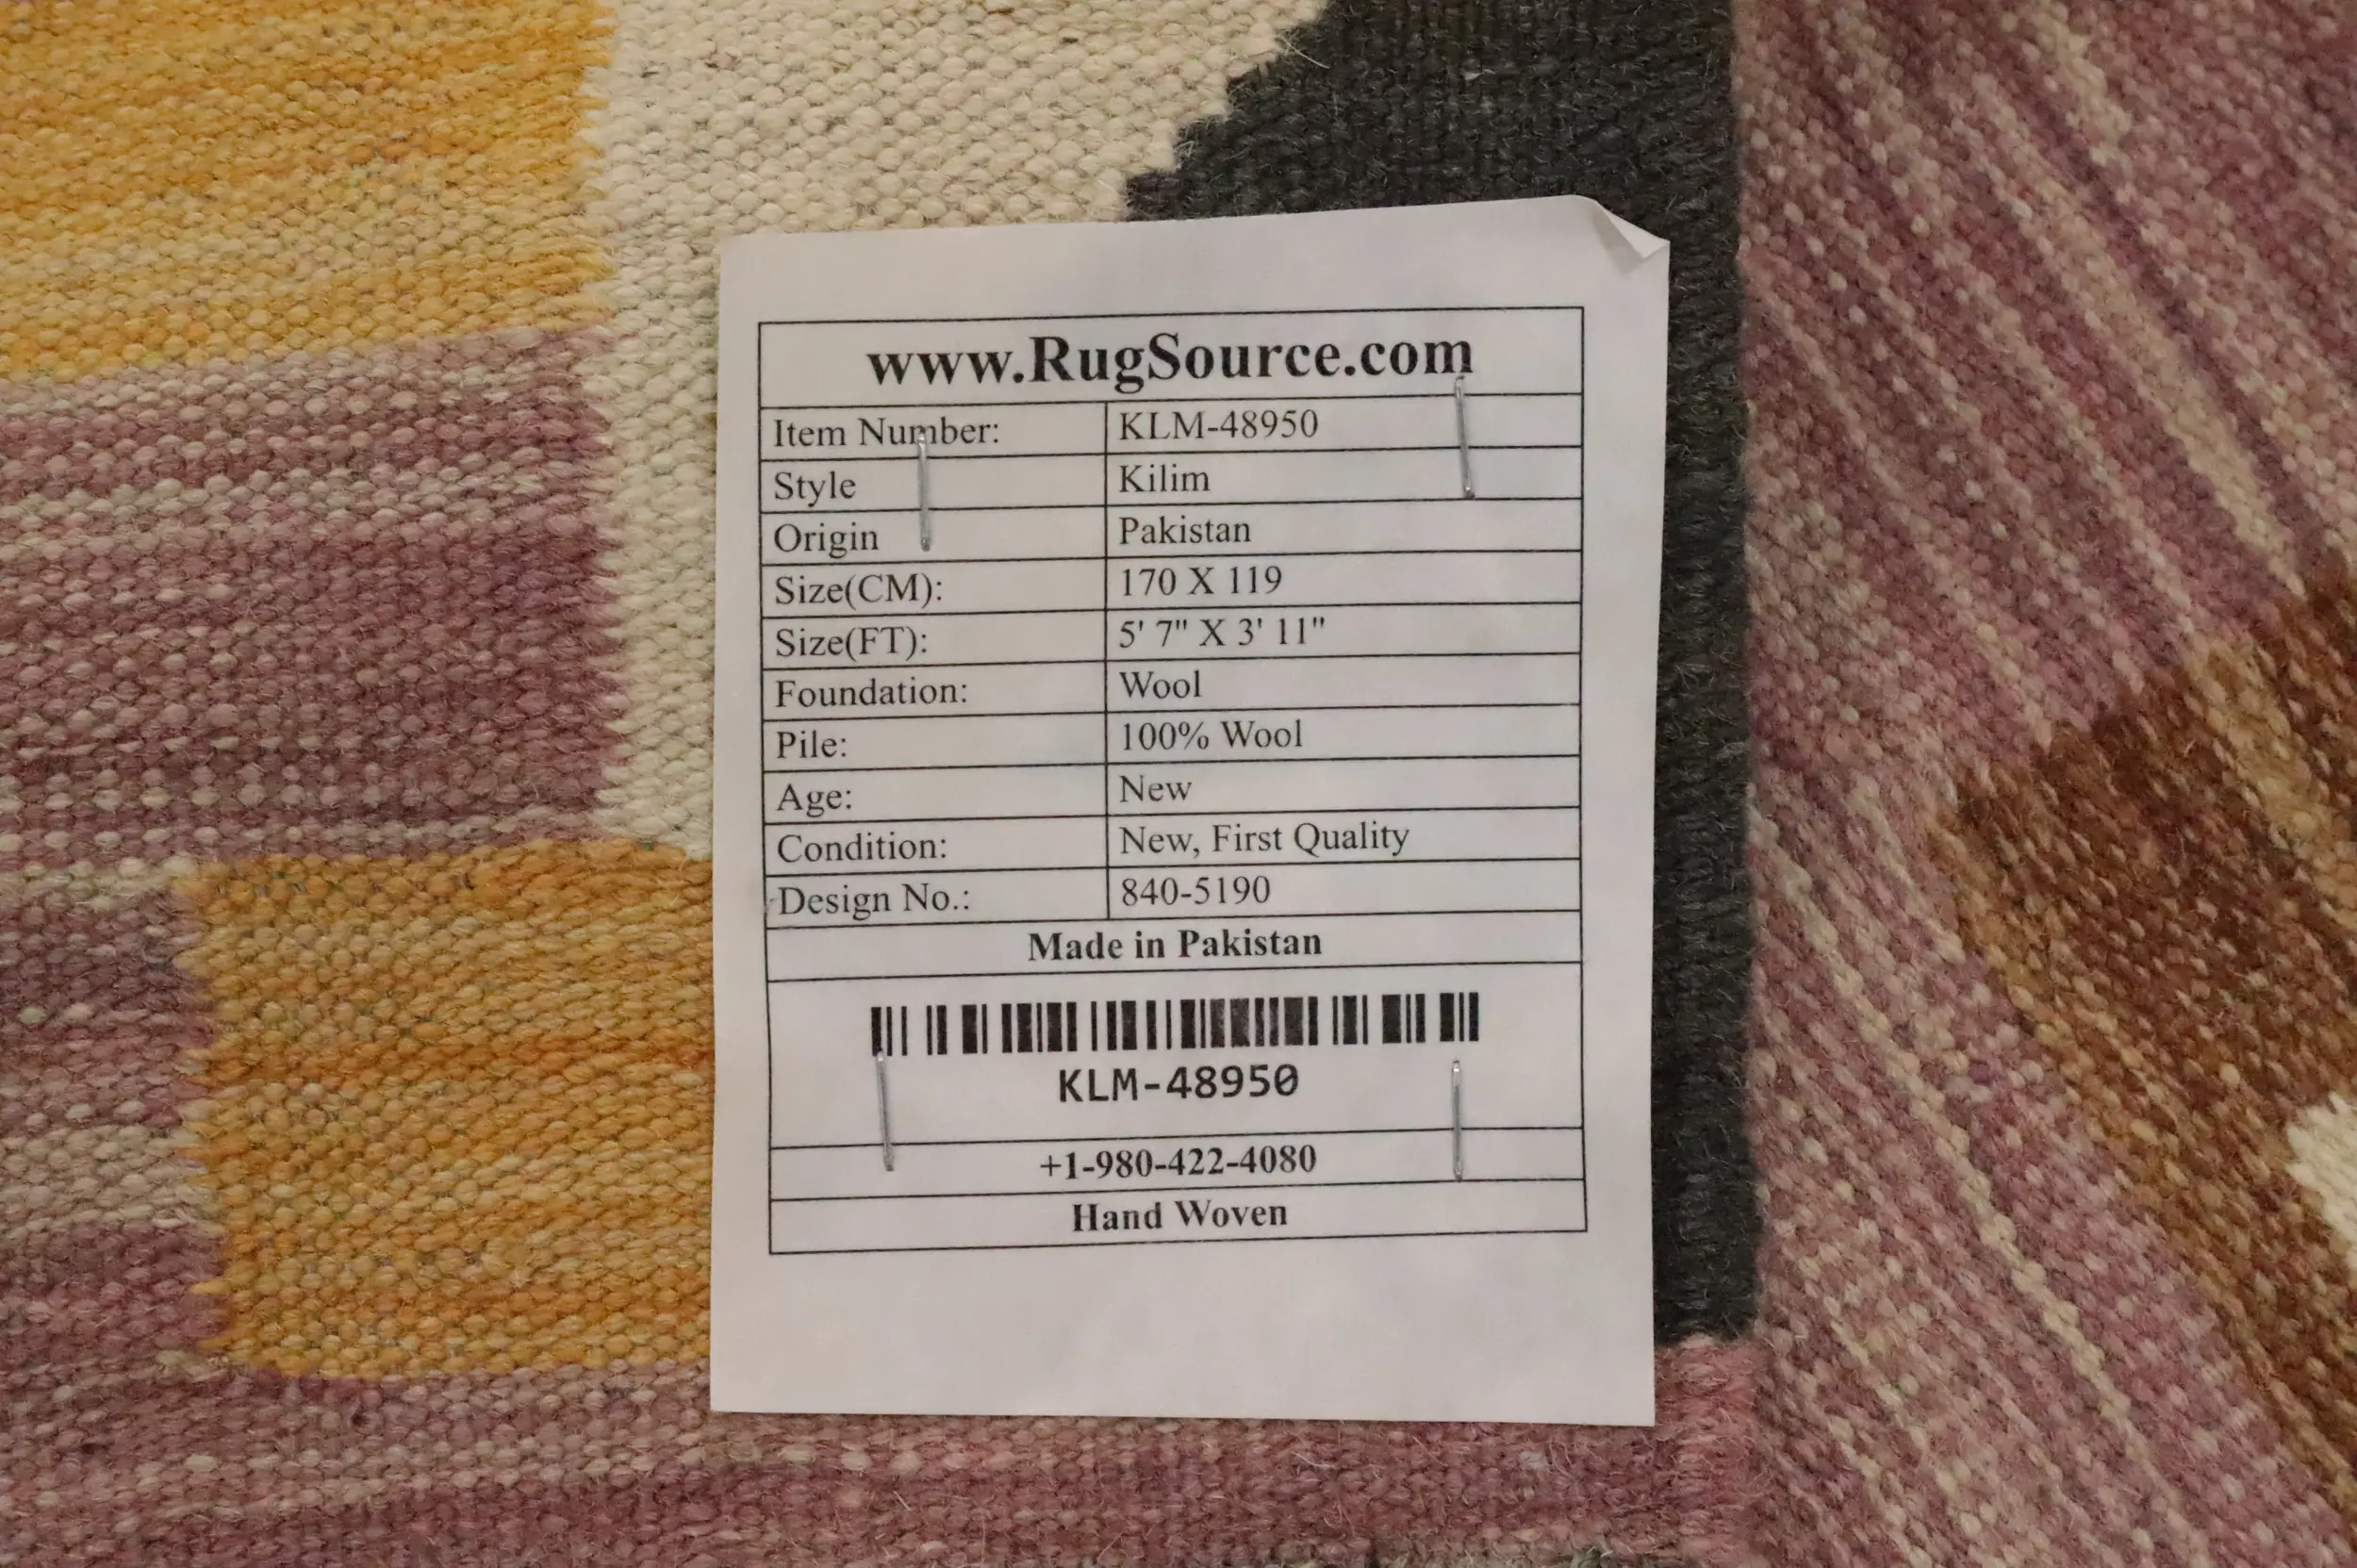 www.RugSource.com
Item Number: KLM-48950
Style Kilim
Origin Pakistan
Size(CM): 170 X 119
Size(FT): 5' 7" X 3' 11"
Foundation: Wool
Pile: 100% Wool
Age: New
Condition: New, First Quality
Design No.: 840-5190
Made in Pakistan
KLM-48950
+1-980-422-4080
Hand Woven